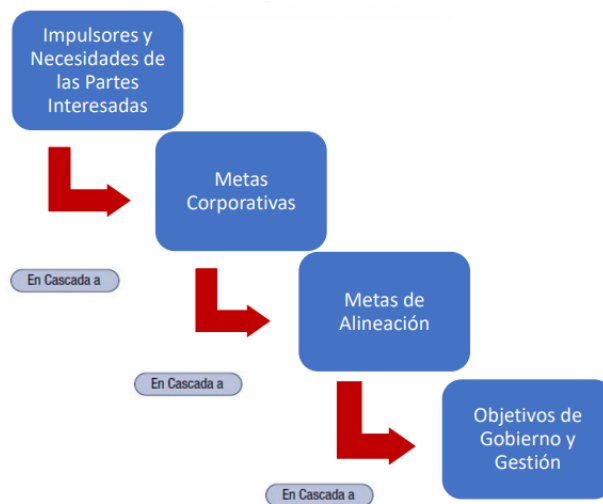 Impulsores y
Necesidades de
las Partes
Interesadas
Metas
Corporativas
En Cascada a
Metas de
Alineación
En Cascada a
Objetivos de
Gobierno y
Gestión
En Cascada a